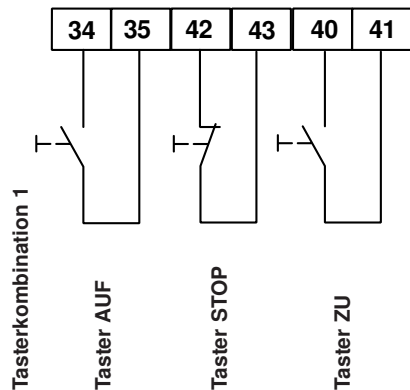 34 35 42 43 40 41
Tasterkombination 1
Taster AUF
Taster STOP
Taster ZU